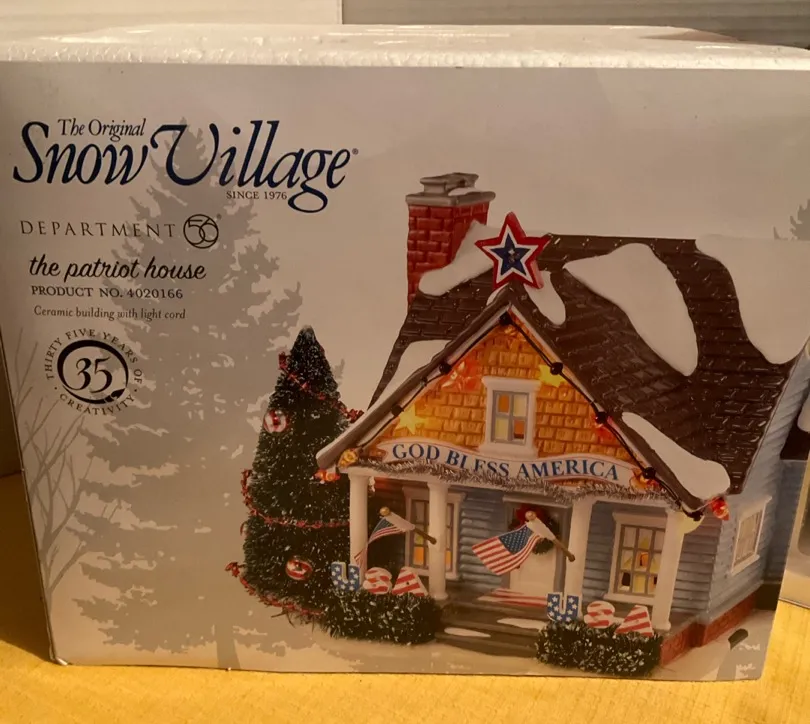 The Original
Snow Village®
SINCE 1976
DEPARTMENT 56®
the patriot house
PRODUCT NO. 4020166
Ceramic building with light cord
THIRTY FIVE YEARS OF
35
• CREATIVITY •
GOD BLESS AMERICA
USA
USA